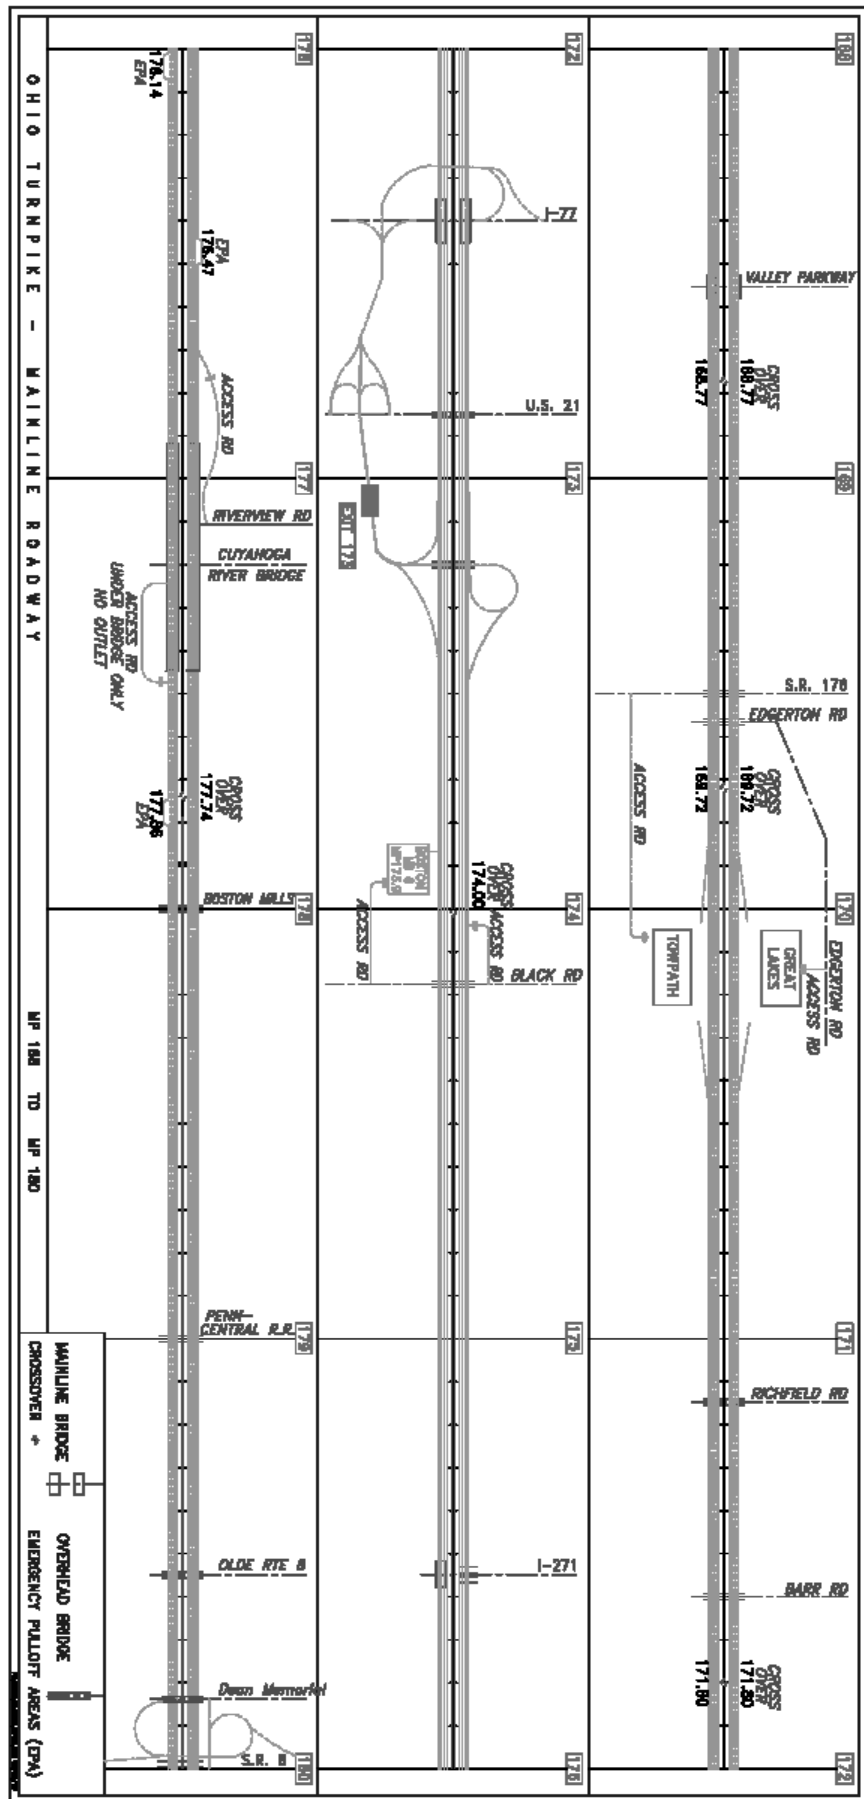 168
VALLEY PARKWAY
CROSS
OVER
168.77
168.77
169
S.R. 176
EDGERTON RD
CROSS
OVER
169.72
169.72
ACCESS RD
170
EDGERTON RD
ACCESS RD
GREAT
LAKES
TOWPATH
171
RICHFIELD RD
BARR RD
CROSS
OVER
171.80
171.80
172
172
I-77
U.S. 21
173
EXIT 173
CROSS
OVER
174.00
BOSTON
ACCESS RD
ACCESS RD
174
BLACK RD
175
I-271
176
176
EPA
176.14
EPA
176.47
ACCESS RD
177
RIVERVIEW RD
CUYAHOGA
RIVER BRIDGE
ACCESS RD
UNDER BRIDGE ONLY
NO OUTLET
CROSS
OVER
177.74
177.86
EPA
178
BOSTON MILLS
179
PENN-
CENTRAL R.R.
OLDE RTE 8
Dean Memorial
S.R. 8
180
OHIO TURNPIKE - MAINLINE ROADWAY
MP 168 TO MP 180
MAINLINE BRIDGE
OVERHEAD BRIDGE
CROSSOVER +
EMERGENCY PULLOFF AREAS (EPA)